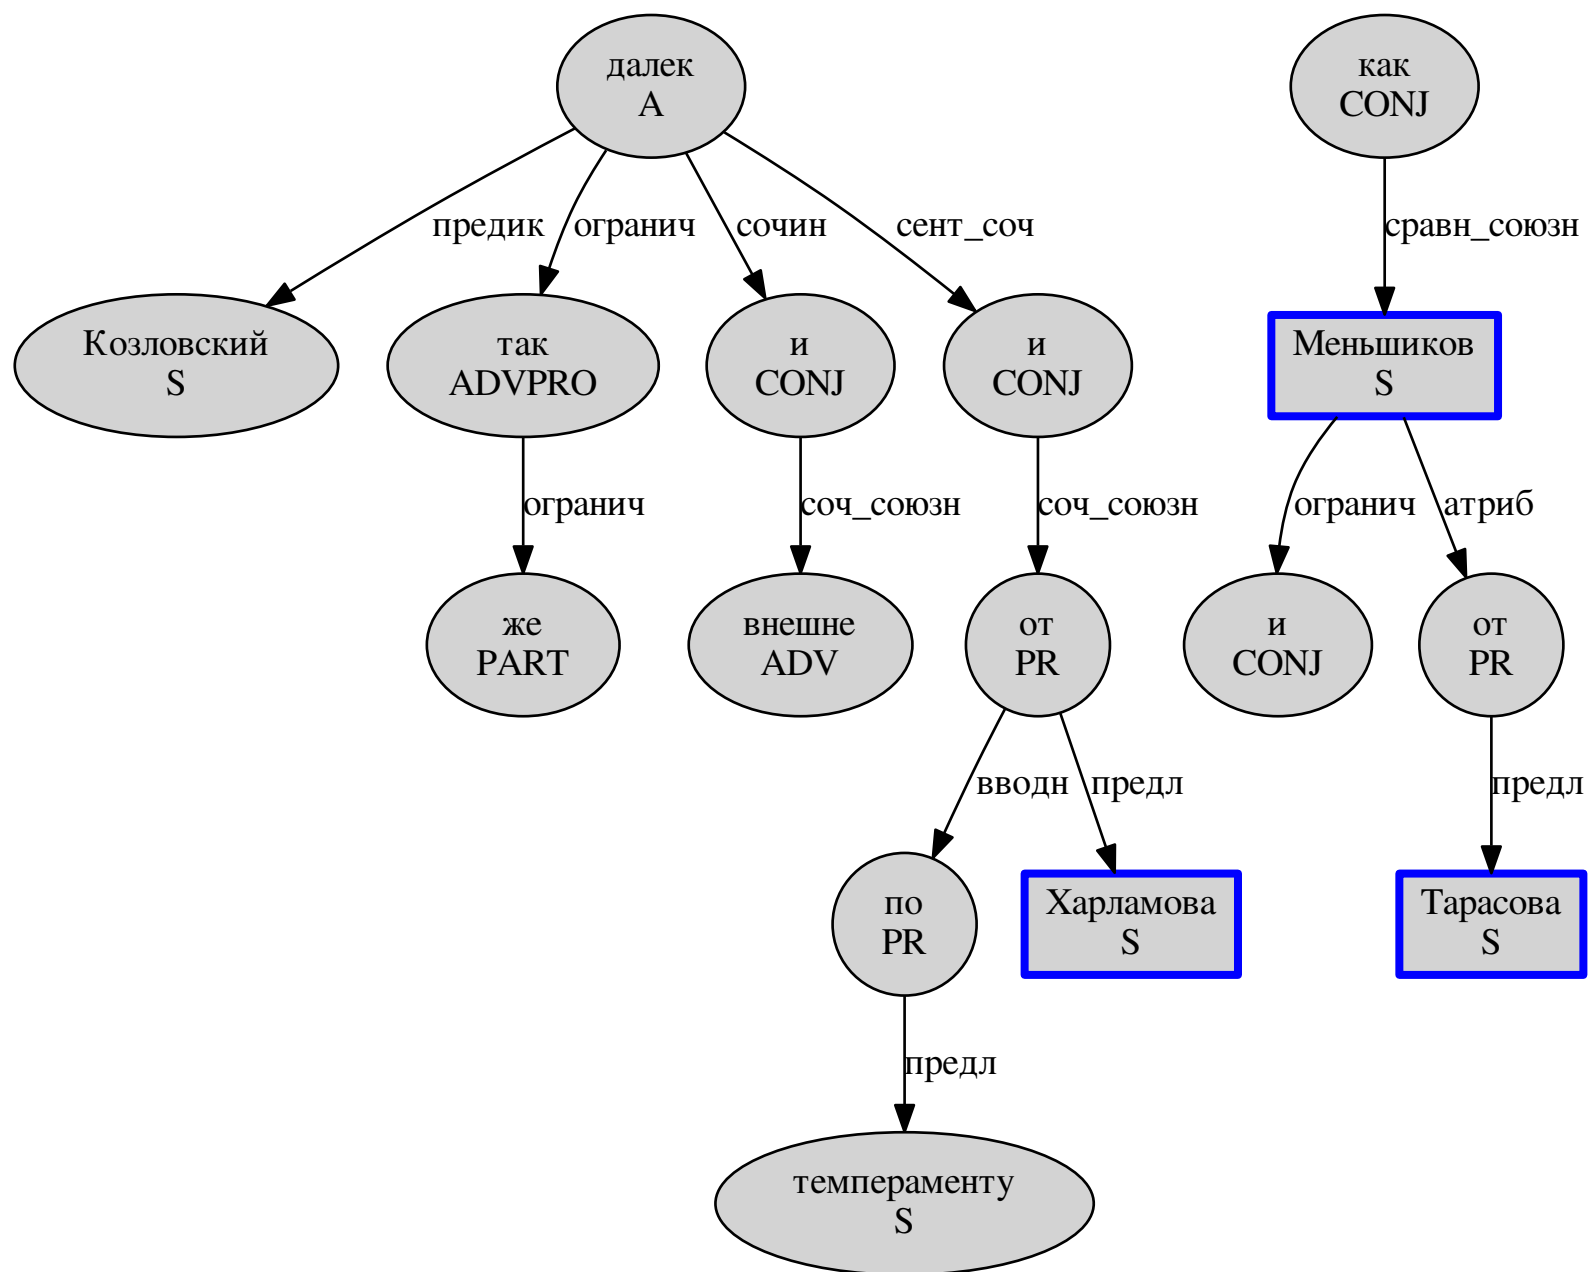 далек
A
как
CONJ
предик
огранич
сочин
сент_соч
сравн_союзн
Козловский
S
так
ADVPRO
и
CONJ
и
CONJ
Меньшиков
S
огранич
соч_союзн
соч_союзн
огранич
атриб
же
PART
внешне
ADV
от
PR
и
CONJ
от
PR
вводн
предл
предл
по
PR
Харламова
S
Тарасова
S
предл
темпераменту
S